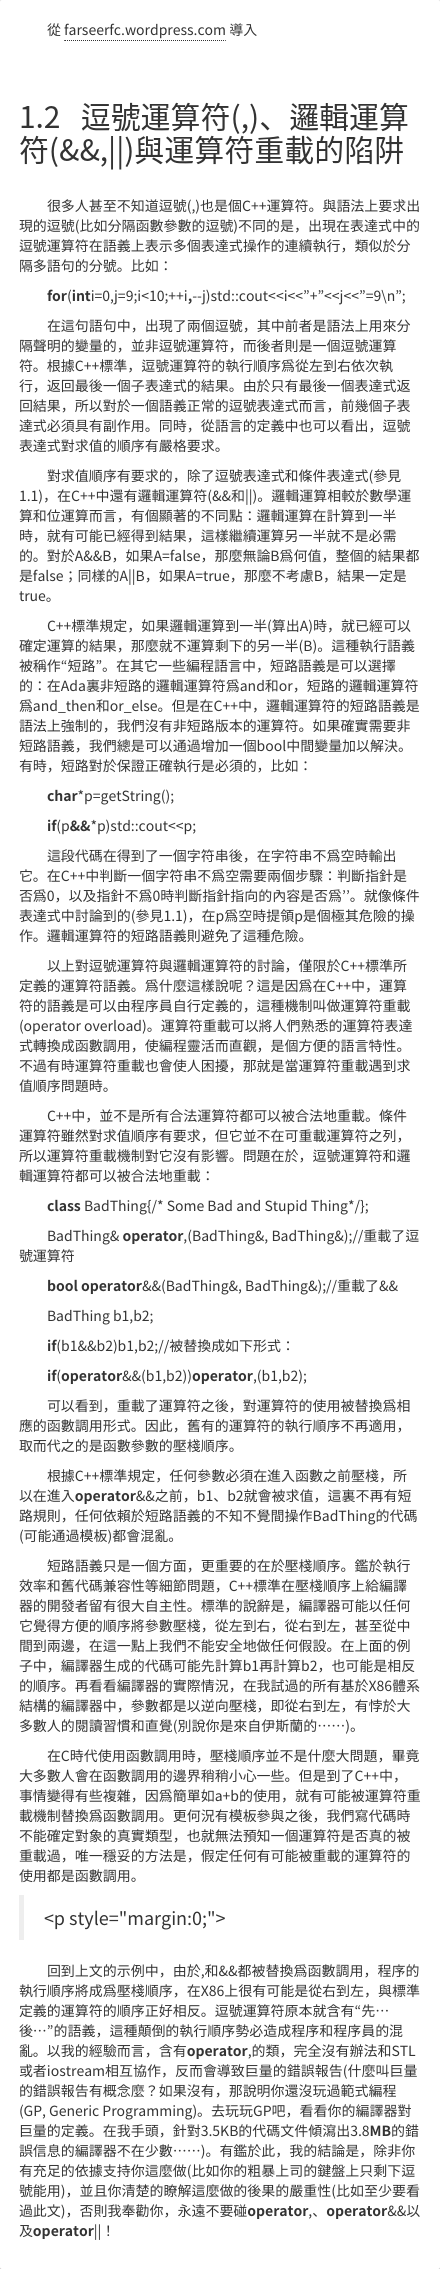 從 farseerfc.wordpress.com 導入
1.2 逗號運算符(,)、邏輯運算
符(&&,||)與運算符重載的陷阱
很多人甚至不知道逗號(,)也是個C++運算符。與語法上要求出
現的逗號(比如分隔函數參數的逗號)不同的是，出現在表達式中的
逗號運算符在語義上表示多個表達式操作的連續執行，類似於分
隔多語句的分號。比如：
for(inti=0,j=9;i<10;++i,--j)std::cout<<i<<”+”<<j<<”=9\n”;
在這句語句中，出現了兩個逗號，其中前者是語法上用來分
隔聲明的變量的，並非逗號運算符，而後者則是一個逗號運算
符。根據C++標準，逗號運算符的執行順序爲從左到右依次執
行，返回最後一個子表達式的結果。由於只有最後一個表達式返
回結果，所以對於一個語義正常的逗號表達式而言，前幾個子表
達式必須具有副作用。同時，從語言的定義中也可以看出，逗號
表達式對求值的順序有嚴格要求。
對求值順序有要求的，除了逗號表達式和條件表達式(參見
1.1)，在C++中還有邏輯運算符(&&和||)。邏輯運算相較於數學運
算和位運算而言，有個顯著的不同點：邏輯運算在計算到一半
時，就有可能已經得到結果，這樣繼續運算另一半就不是必需
的。對於A&&B，如果A=false，那麼無論B爲何值，整個的結果都
是false；同樣的A||B，如果A=true，那麼不考慮B，結果一定是
true。
C++標準規定，如果邏輯運算到一半(算出A)時，就已經可以
確定運算的結果，那麼就不運算剩下的另一半(B)。這種執行語義
被稱作“短路”。在其它一些編程語言中，短路語義是可以選擇
的：在Ada裏非短路的邏輯運算符爲and和or，短路的邏輯運算符
爲and_then和or_else。但是在C++中，邏輯運算符的短路語義是
語法上強制的，我們沒有非短路版本的運算符。如果確實需要非
短路語義，我們總是可以通過增加一個bool中間變量加以解決。
有時，短路對於保證正確執行是必須的，比如：
char*p=getString();
if(p&&*p)std::cout<<p;
這段代碼在得到了一個字符串後，在字符串不爲空時輸出
它。在C++中判斷一個字符串不爲空需要兩個步驟：判斷指針是
否爲0，以及指針不爲0時判斷指針指向的內容是否爲’’。就像條件
表達式中討論到的(參見1.1)，在p爲空時提領p是個極其危險的操
作。邏輯運算符的短路語義則避免了這種危險。
以上對逗號運算符與邏輯運算符的討論，僅限於C++標準所
定義的運算符語義。爲什麼這樣說呢？這是因爲在C++中，運算
符的語義是可以由程序員自行定義的，這種機制叫做運算符重載
(operator overload)。運算符重載可以將人們熟悉的運算符表達
式轉換成函數調用，使編程靈活而直觀，是個方便的語言特性。
不過有時運算符重載也會使人困擾，那就是當運算符重載遇到求
值順序問題時。
C++中，並不是所有合法運算符都可以被合法地重載。條件
運算符雖然對求值順序有要求，但它並不在可重載運算符之列，
所以運算符重載機制對它沒有影響。問題在於，逗號運算符和邏
輯運算符都可以被合法地重載：
class BadThing{/* Some Bad and Stupid Thing*/};
BadThing& operator,(BadThing&, BadThing&);//重載了逗
號運算符
bool operator&&(BadThing&, BadThing&);//重載了&&
BadThing b1,b2;
if(b1&&b2)b1,b2;//被替換成如下形式：
if(operator&&(b1,b2))operator,(b1,b2);
可以看到，重載了運算符之後，對運算符的使用被替換爲相
應的函數調用形式。因此，舊有的運算符的執行順序不再適用，
取而代之的是函數參數的壓棧順序。
根據C++標準規定，任何參數必須在進入函數之前壓棧，所
以在進入operator&&之前，b1、b2就會被求值，這裏不再有短
路規則，任何依賴於短路語義的不知不覺間操作BadThing的代碼
(可能通過模板)都會混亂。
短路語義只是一個方面，更重要的在於壓棧順序。鑑於執行
效率和舊代碼兼容性等細節問題，C++標準在壓棧順序上給編譯
器的開發者留有很大自主性。標準的說辭是，編譯器可能以任何
它覺得方便的順序將參數壓棧，從左到右，從右到左，甚至從中
間到兩邊，在這一點上我們不能安全地做任何假設。在上面的例
子中，編譯器生成的代碼可能先計算b1再計算b2，也可能是相反
的順序。再看看編譯器的實際情況，在我試過的所有基於X86體系
結構的編譯器中，參數都是以逆向壓棧，即從右到左，有悖於大
多數人的閱讀習慣和直覺(別說你是來自伊斯蘭的……)。
在C時代使用函數調用時，壓棧順序並不是什麼大問題，畢竟
大多數人會在函數調用的邊界稍稍小心一些。但是到了C++中，
事情變得有些複雜，因爲簡單如a+b的使用，就有可能被運算符重
載機制替換爲函數調用。更何況有模板參與之後，我們寫代碼時
不能確定對象的真實類型，也就無法預知一個運算符是否真的被
重載過，唯一穩妥的方法是，假定任何有可能被重載的運算符的
使用都是函數調用。
<p style="margin:0;">
回到上文的示例中，由於,和&&都被替換爲函數調用，程序的
執行順序將成爲壓棧順序，在X86上很有可能是從右到左，與標準
定義的運算符的順序正好相反。逗號運算符原本就含有“先…
後…”的語義，這種顛倒的執行順序勢必造成程序和程序員的混
亂。以我的經驗而言，含有operator,的類，完全沒有辦法和STL
或者iostream相互協作，反而會導致巨量的錯誤報告(什麼叫巨量
的錯誤報告有概念麼？如果沒有，那說明你還沒玩過範式編程
(GP, Generic Programming)。去玩玩GP吧，看看你的編譯器對
巨量的定義。在我手頭，針對3.5KB的代碼文件傾瀉出3.8MB的錯
誤信息的編譯器不在少數……)。有鑑於此，我的結論是，除非你
有充足的依據支持你這麼做(比如你的粗暴上司的鍵盤上只剩下逗
號能用)，並且你清楚的瞭解這麼做的後果的嚴重性(比如至少要看
過此文)，否則我奉勸你，永遠不要碰operator,、operator&&以
及operator||！